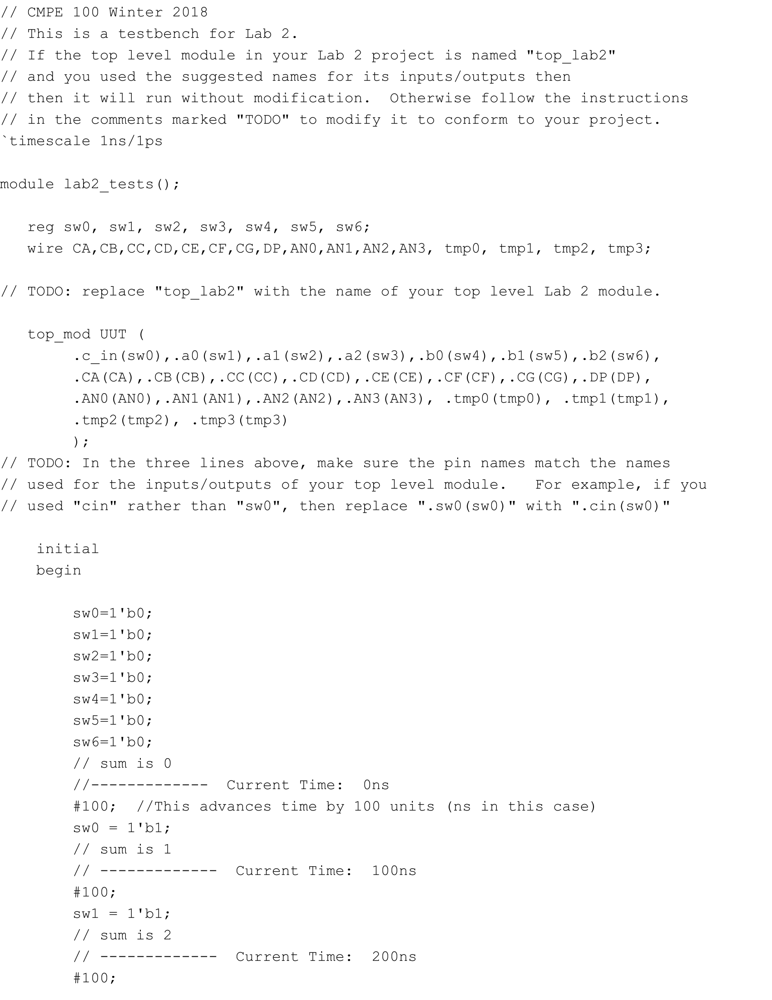 // CMPE 100 Winter 2018
// This is a testbench for Lab 2.
// If the top level module in your Lab 2 project is named "top_lab2"
// and you used the suggested names for its inputs/outputs then
// then it will run without modification.  Otherwise follow the instructions
// in the comments marked "TODO" to modify it to conform to your project.
`timescale 1ns/1ps

module lab2_tests();

   reg sw0, sw1, sw2, sw3, sw4, sw5, sw6;
   wire CA,CB,CC,CD,CE,CF,CG,DP,AN0,AN1,AN2,AN3, tmp0, tmp1, tmp2, tmp3;

// TODO: replace "top_lab2" with the name of your top level Lab 2 module.

   top_mod UUT (
        .c_in(sw0),.a0(sw1),.a1(sw2),.a2(sw3),.b0(sw4),.b1(sw5),.b2(sw6),
        .CA(CA),.CB(CB),.CC(CC),.CD(CD),.CE(CE),.CF(CF),.CG(CG),.DP(DP),
        .AN0(AN0),.AN1(AN1),.AN2(AN2),.AN3(AN3), .tmp0(tmp0), .tmp1(tmp1),
        .tmp2(tmp2), .tmp3(tmp3)
        );
// TODO: In the three lines above, make sure the pin names match the names
// used for the inputs/outputs of your top level module.   For example, if you
// used "cin" rather than "sw0", then replace ".sw0(sw0)" with ".cin(sw0)"

    initial
    begin

        sw0=1'b0;
        sw1=1'b0;
        sw2=1'b0;
        sw3=1'b0;
        sw4=1'b0;
        sw5=1'b0;
        sw6=1'b0;
        // sum is 0
        //-------------  Current Time:  0ns
        #100;  //This advances time by 100 units (ns in this case)
        sw0 = 1'b1;
        // sum is 1
        // -------------  Current Time:  100ns
        #100;
        sw1 = 1'b1;
        // sum is 2
        // -------------  Current Time:  200ns
        #100;